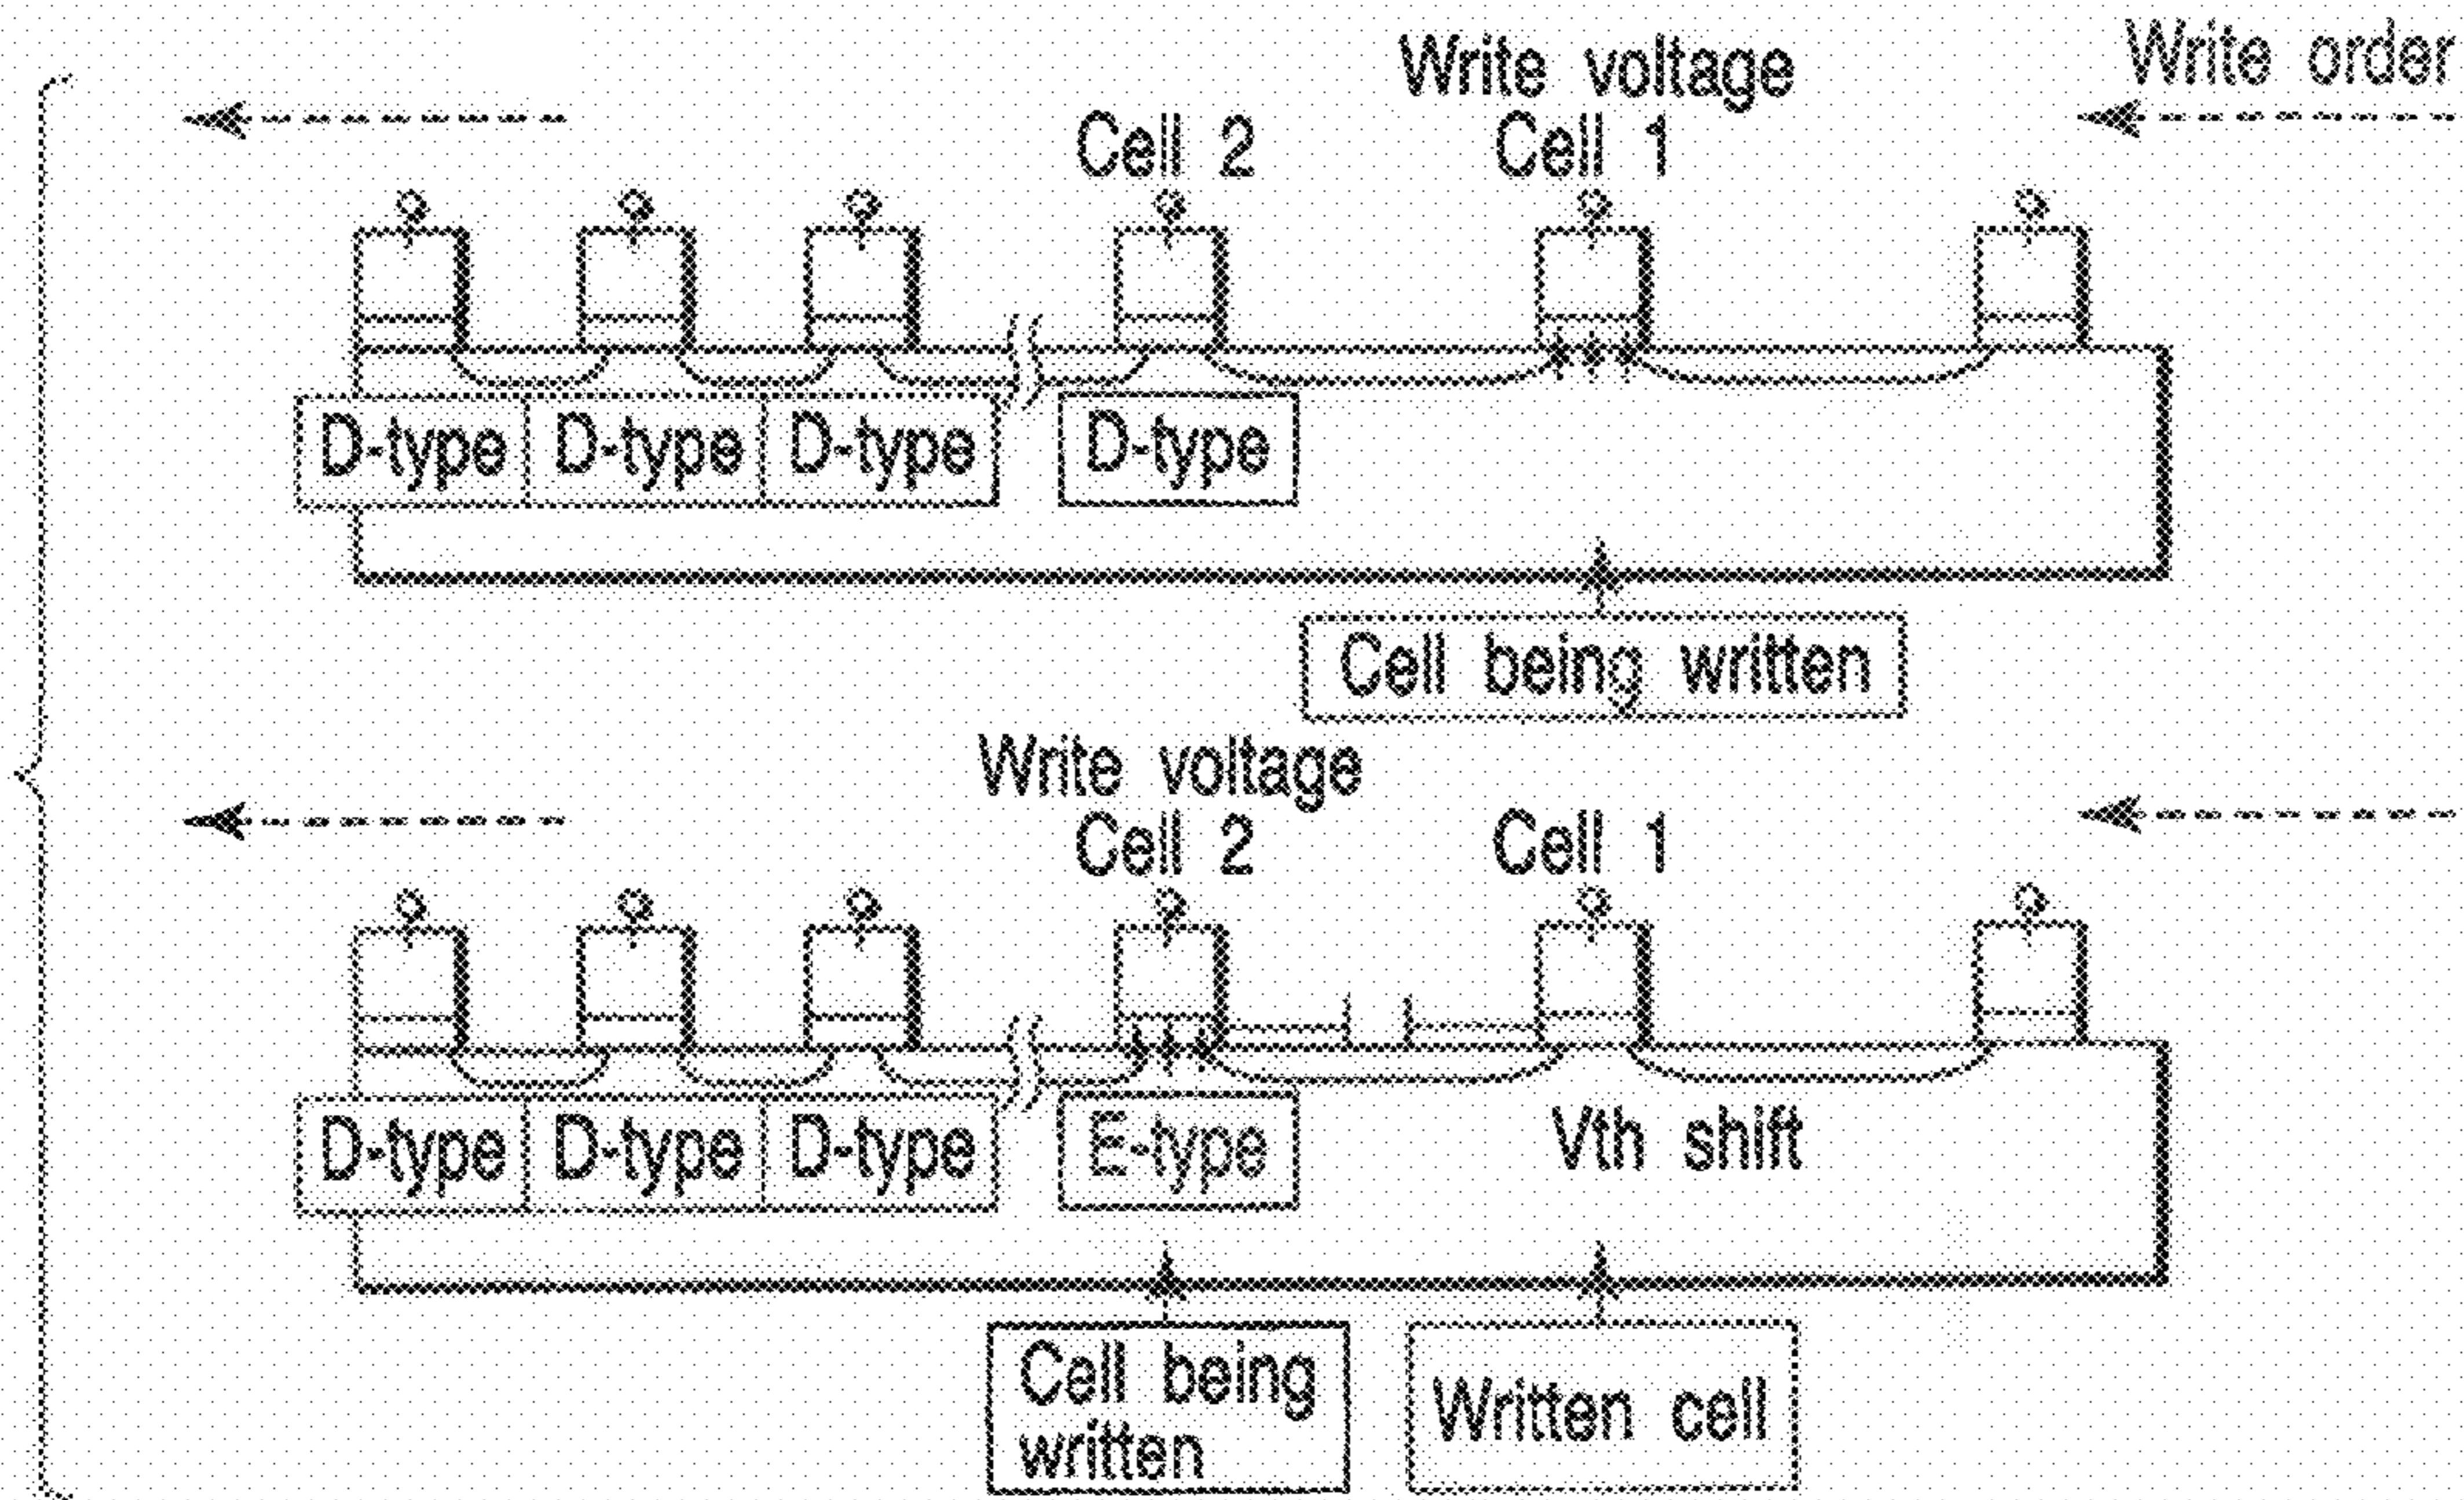 Write order
Write voltage
Cell 2 Cell 1
D-type D-type D-type D-type
Cell being written
Write voltage
Cell 2 Cell 1
D-type D-type D-type E-type Vth shift
Cell being
written
Written cell